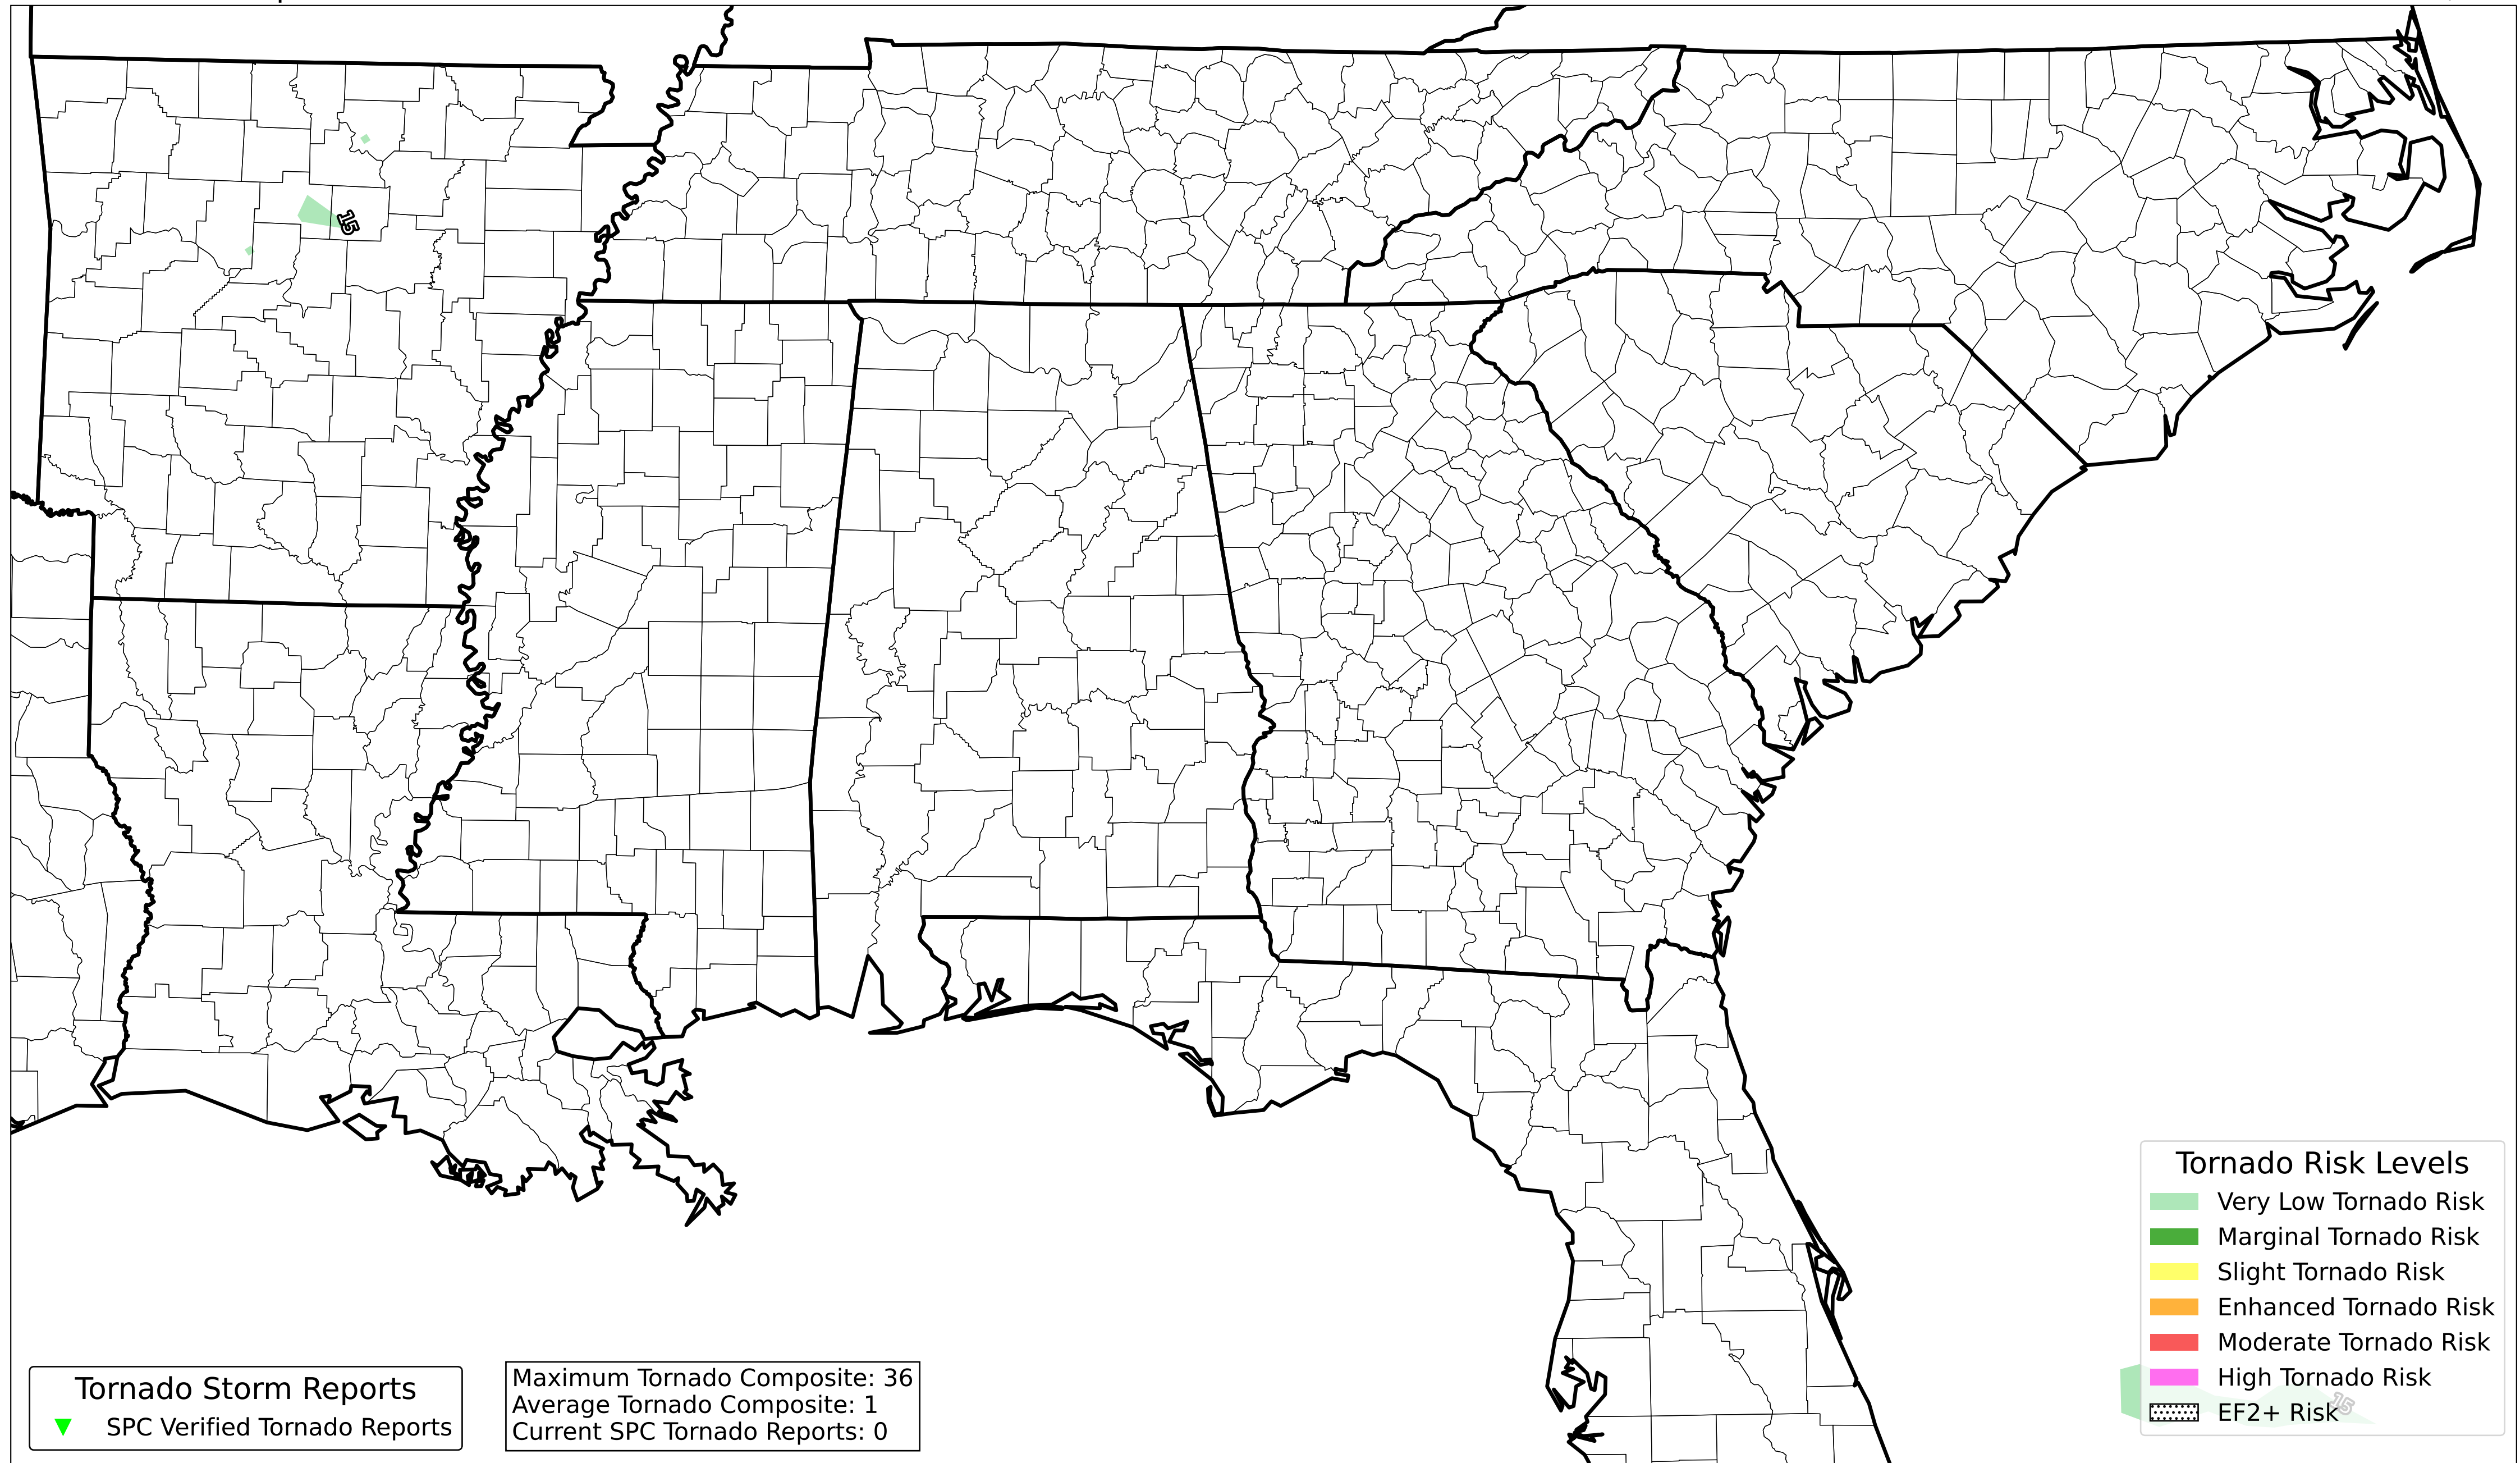 15
Tornado Risk Levels
Very Low Tornado Risk
Marginal Tornado Risk
Slight Tornado Risk
Enhanced Tornado Risk
Moderate Tornado Risk
High Tornado Risk
15
EF2+ Risk
Tornado Storm Reports
SPC Verified Tornado Reports
Maximum Tornado Composite: 36
Average Tornado Composite: 1
Current SPC Tornado Reports: 0